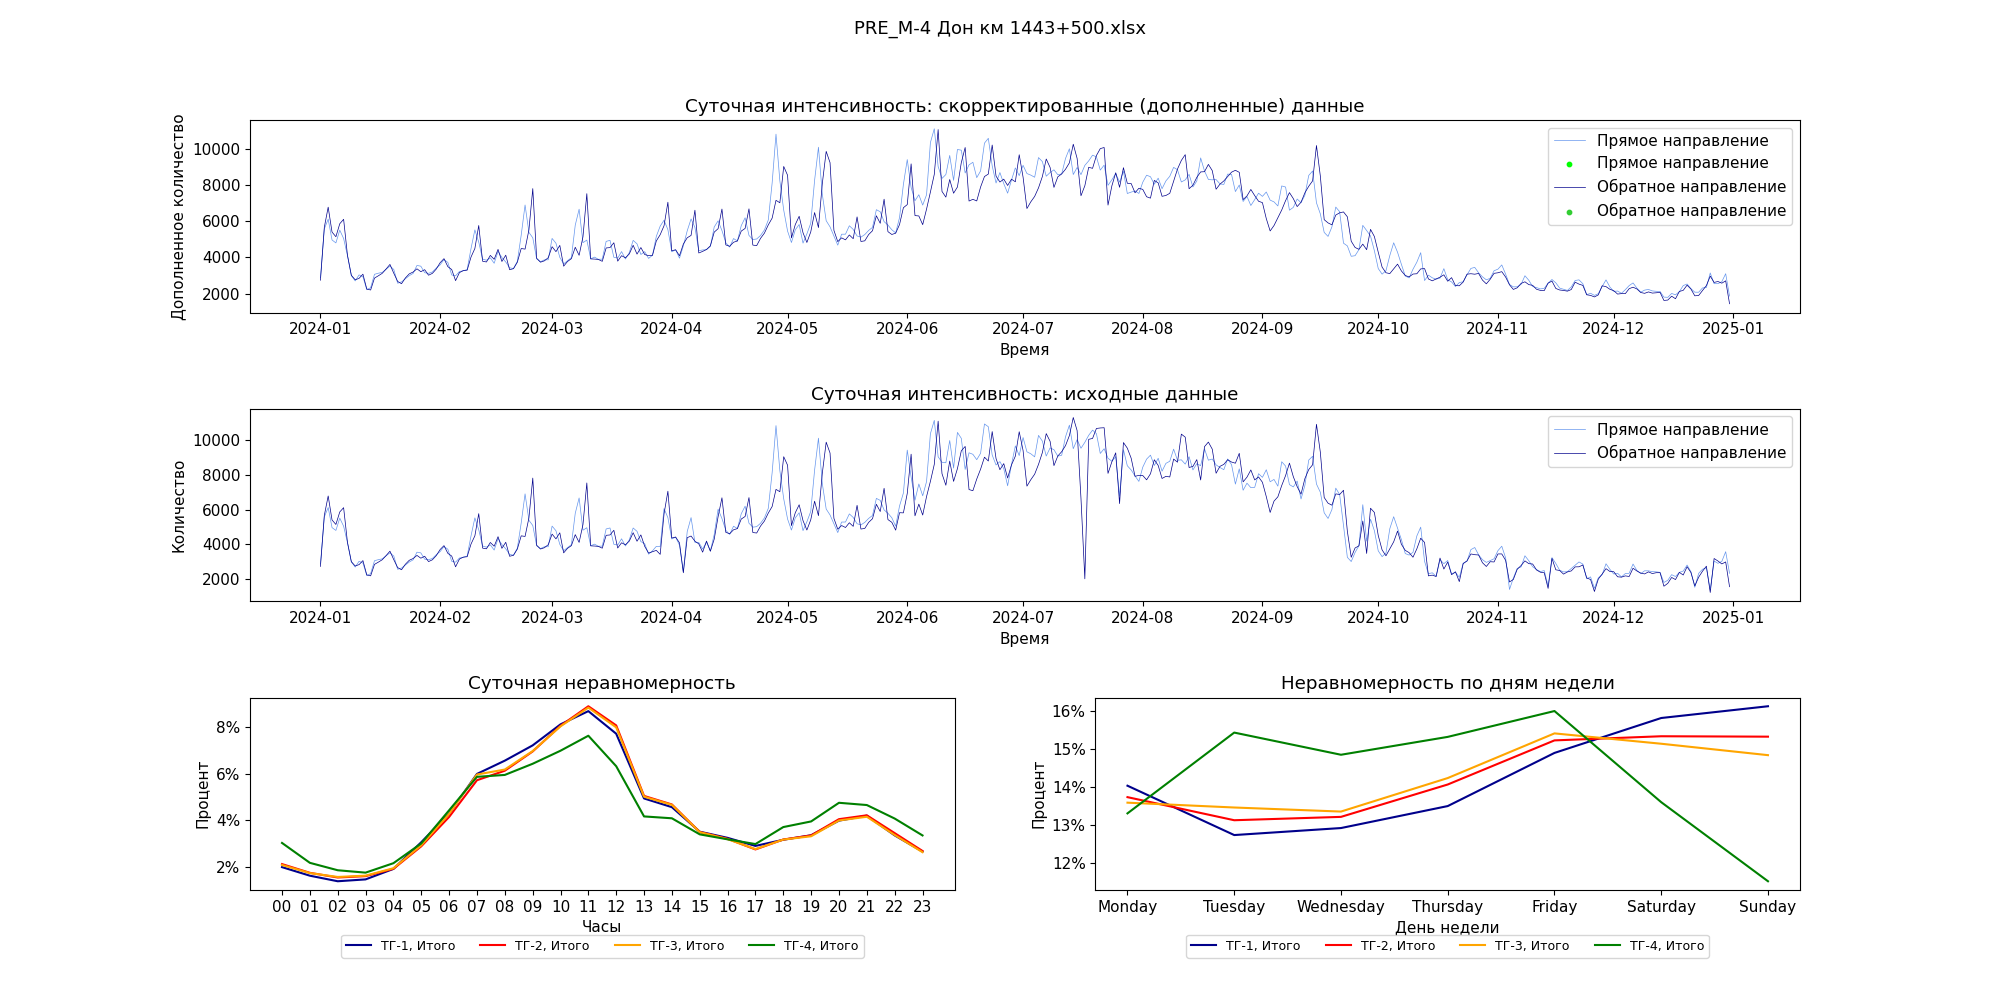 PRE_М-4 Дон км 1443+500.xlsx
Суточная интенсивность: скорректированные (дополненные) данные
Дополненное количество
10000
8000
6000
4000
2000
Прямое направление
Прямое направление
Обратное направление
Обратное направление
2024-01 2024-02 2024-03 2024-04 2024-05 2024-06 2024-07 2024-08 2024-09 2024-10 2024-11 2024-12 2025-01
Время
Суточная интенсивность: исходные данные
Количество
10000
8000
6000
4000
2000
Прямое направление
Обратное направление
2024-01 2024-02 2024-03 2024-04 2024-05 2024-06 2024-07 2024-08 2024-09 2024-10 2024-11 2024-12 2025-01
Время
Суточная неравномерность
Процент
8%
6%
4%
2%
00 01 02 03 04 05 06 07 08 09 10 11 12 13 14 15 16 17 18 19 20 21 22 23
Часы
ТГ-1, Итого ТГ-2, Итого ТГ-3, Итого ТГ-4, Итого
Неравномерность по дням недели
Процент
16%
15%
14%
13%
12%
Monday Tuesday Wednesday Thursday Friday Saturday Sunday
День недели
ТГ-1, Итого ТГ-2, Итого ТГ-3, Итого ТГ-4, Итого